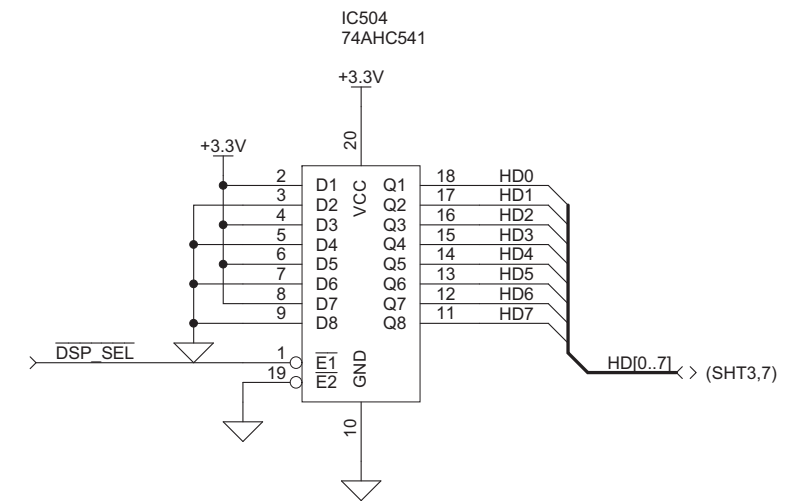 IC504
74AHC541
+3.3V
+3.3V
20
VCC
2 D1 Q1 18 HD0
3 D2 Q2 17 HD1
4 D3 Q3 16 HD2
5 D4 Q4 15 HD3
6 D5 Q5 14 HD4
7 D6 Q6 13 HD5
8 D7 Q7 12 HD6
9 D8 Q8 11 HD7
DSP_SEL 1 E1
19 E2
GND
10
HD[0..7] (SHT3,7)